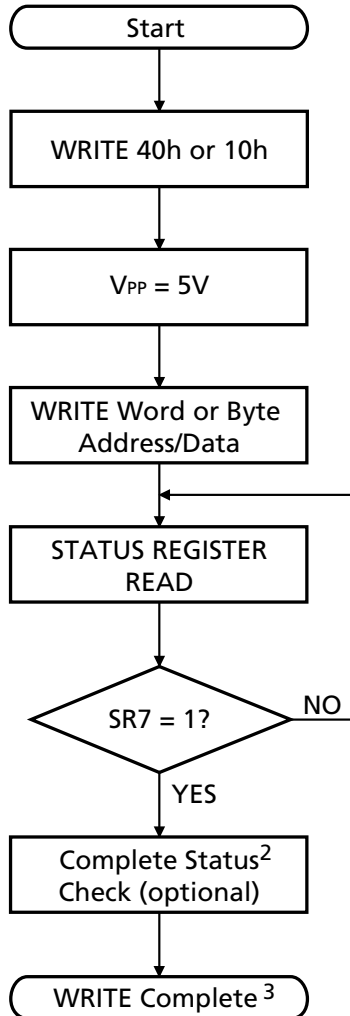 Start
WRITE 40h or 10h
VPP = 5V
WRITE Word or Byte
Address/Data
STATUS REGISTER
READ
SR7 = 1?
NO
YES
Complete Status2
Check (optional)
WRITE Complete 3